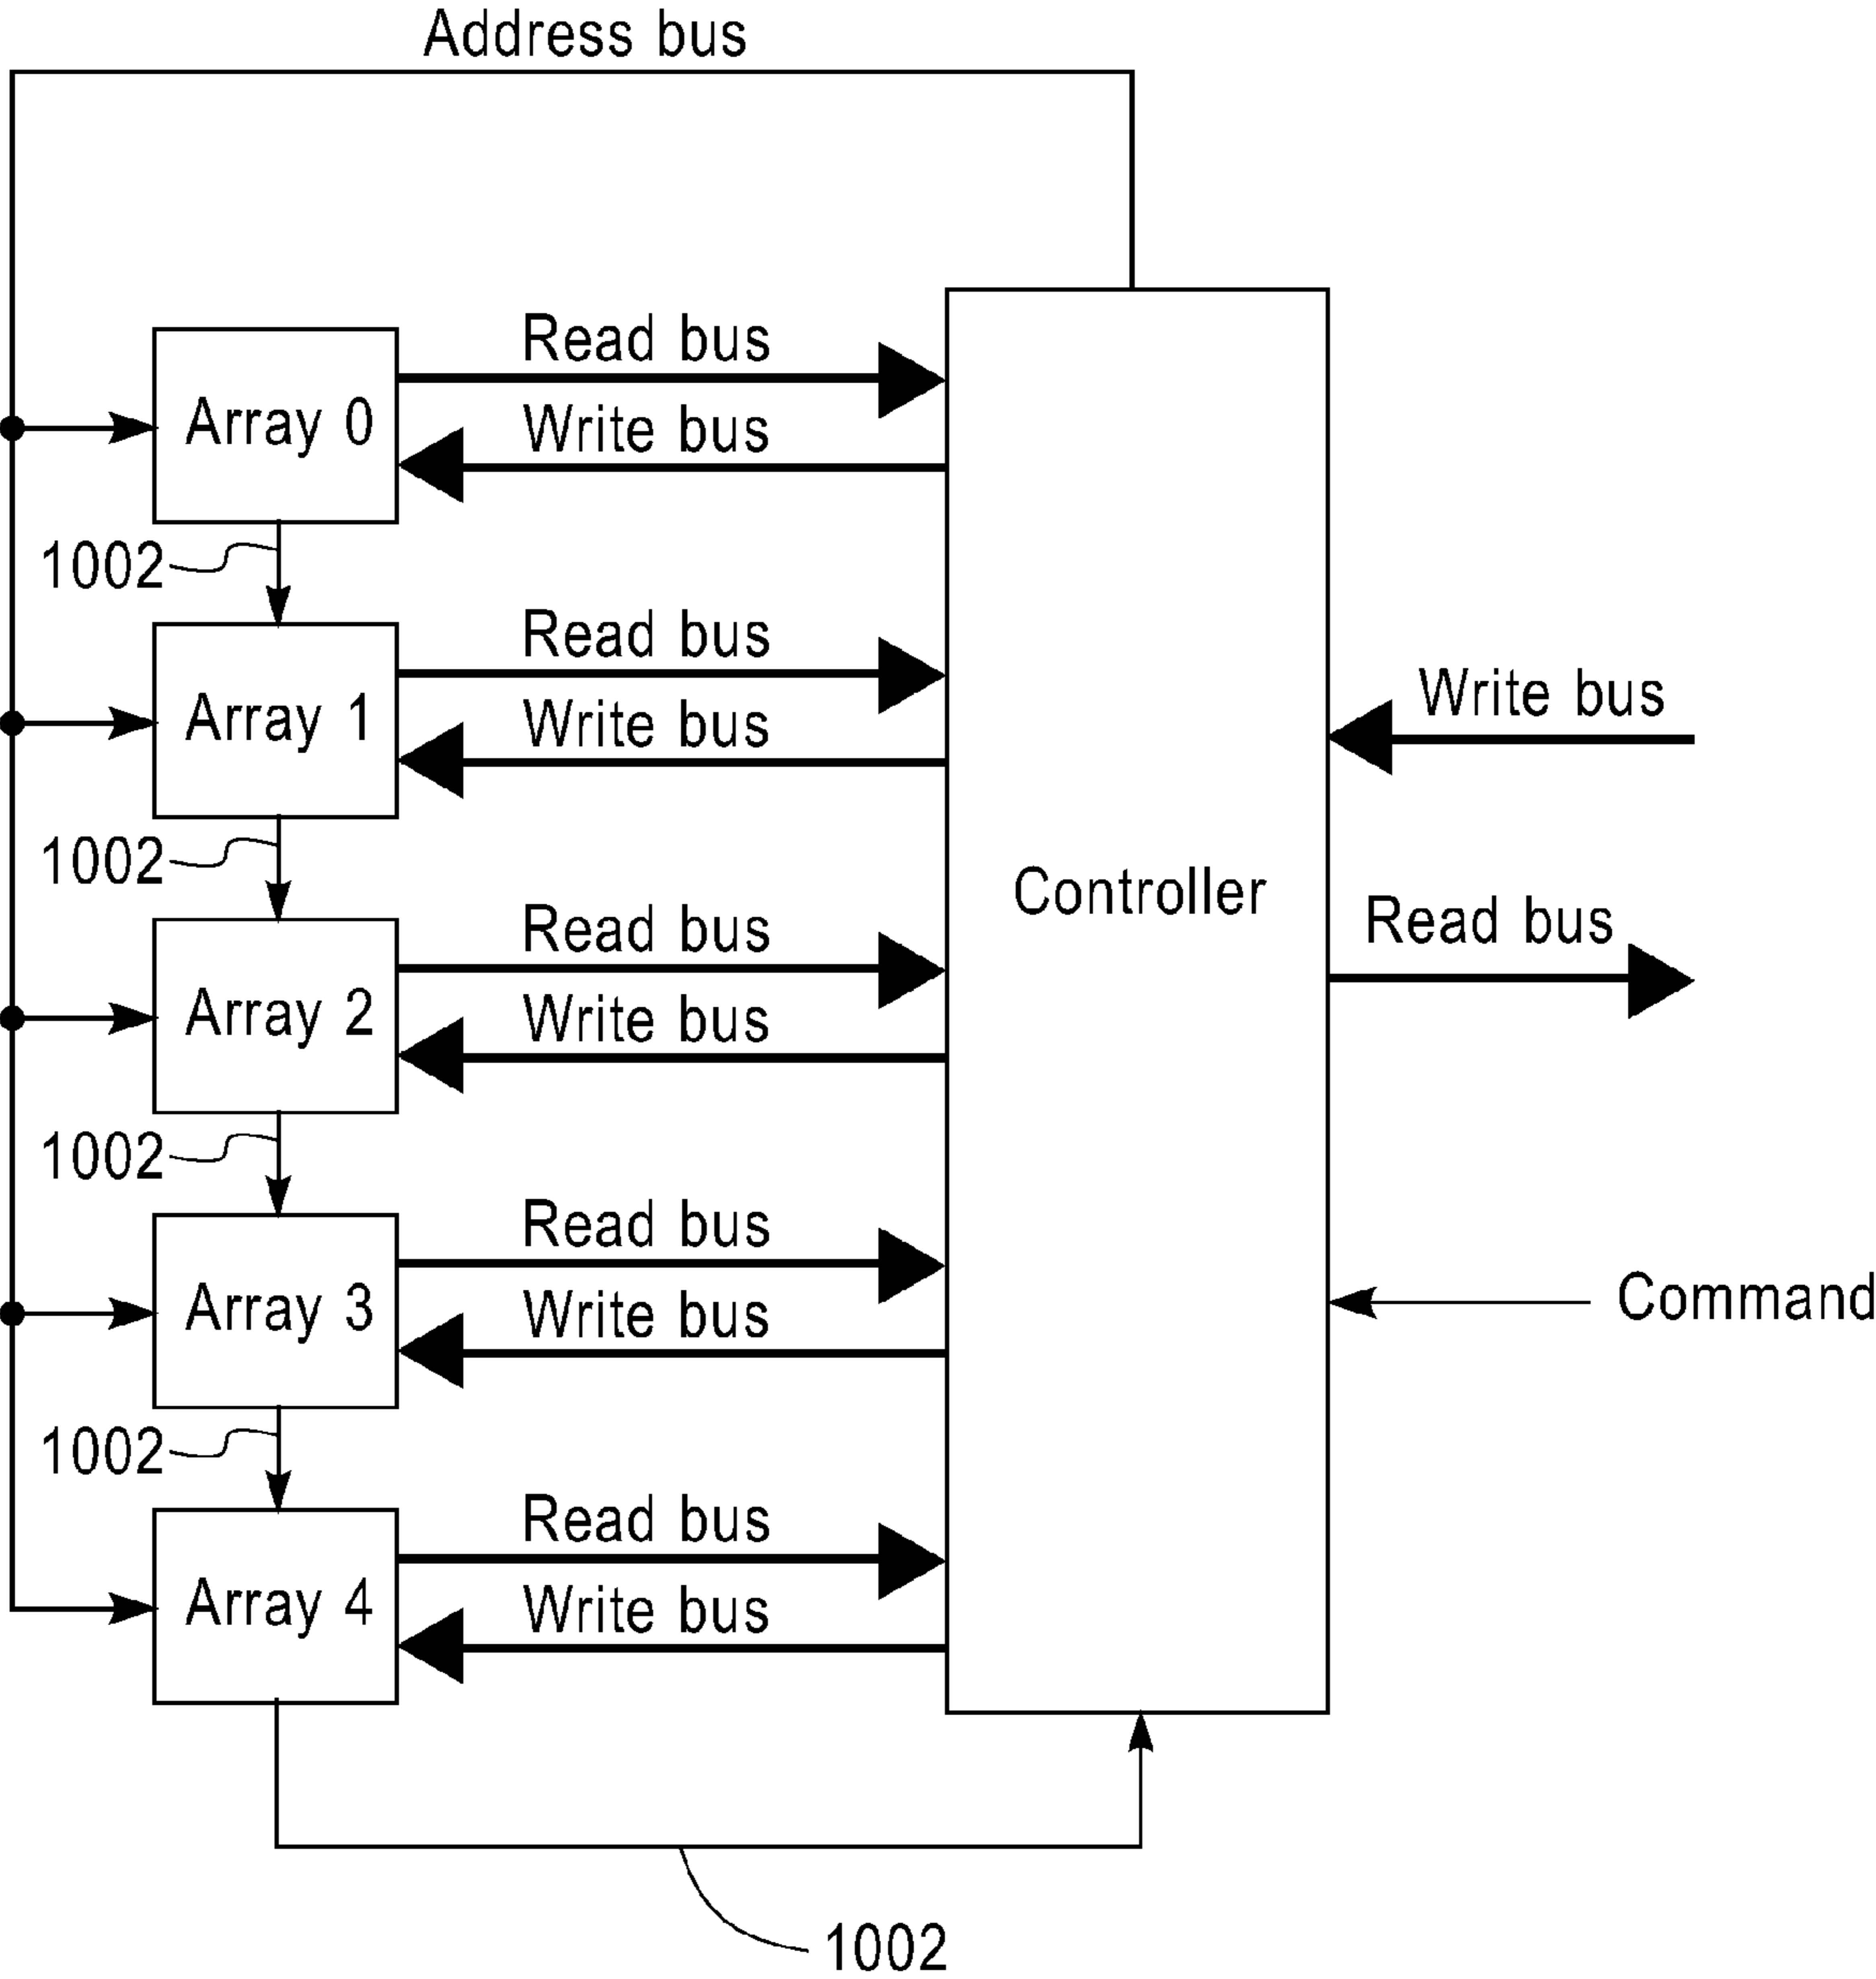 Address bus
Read bus
Array 0
Write bus
1002
Read bus
Array 1
Write bus
1002
Read bus
Array 2
Write bus
1002
Read bus
Array 3
Write bus
1002
Read bus
Array 4
Write bus
1002
Controller
Write bus
Read bus
Command